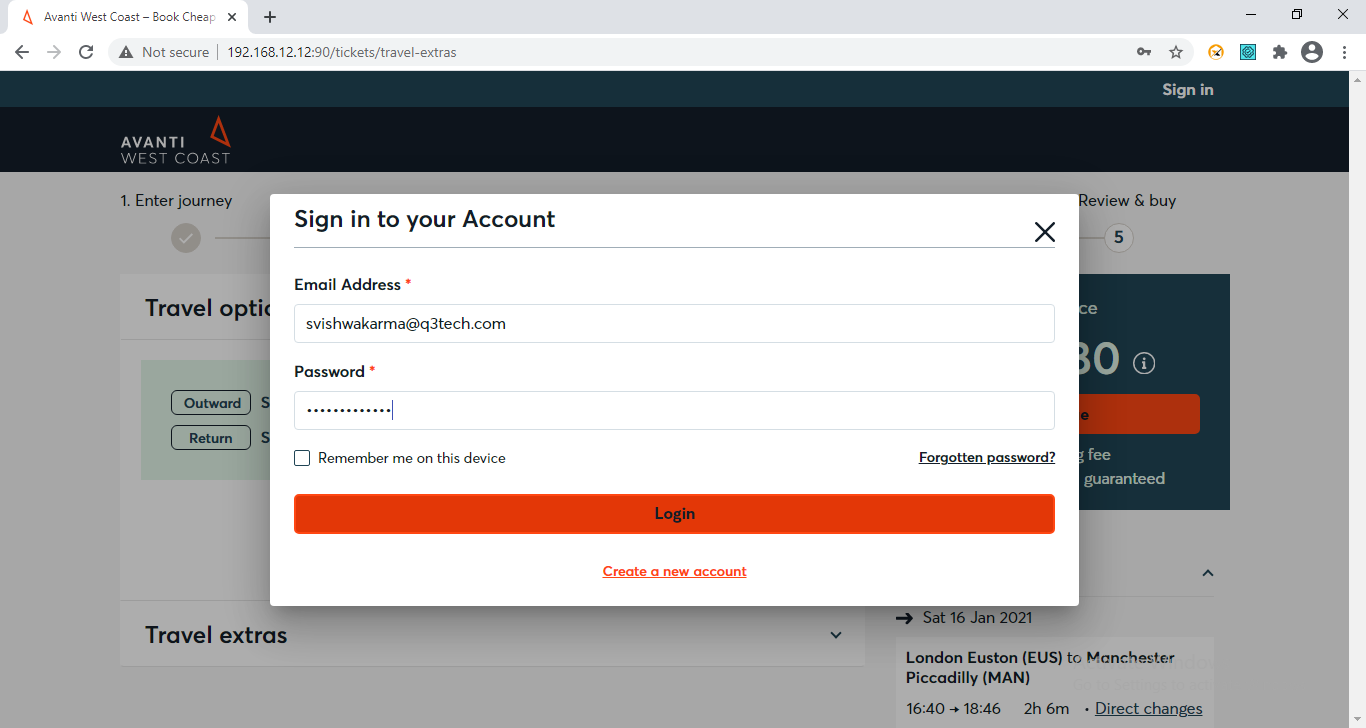 Avanti West Coast – Book Cheap
Not secure
192.168.12.12:90/tickets/travel-extras
Sign in
AVANTI
WEST COAST
1. Enter journey
Review & buy
5
Sign in to your Account
Email Address *
svishwakarma@q3tech.com
Password *
•••••••••••••
Remember me on this device
Forgotten password?
Login
Create a new account
Travel optio
Outward S
Return S
ce
30
e
g fee
guaranteed
Travel extras
Sat 16 Jan 2021
London Euston (EUS) to Manchester
Piccadilly (MAN)
16:40 → 18:46 2h 6m • Direct changes